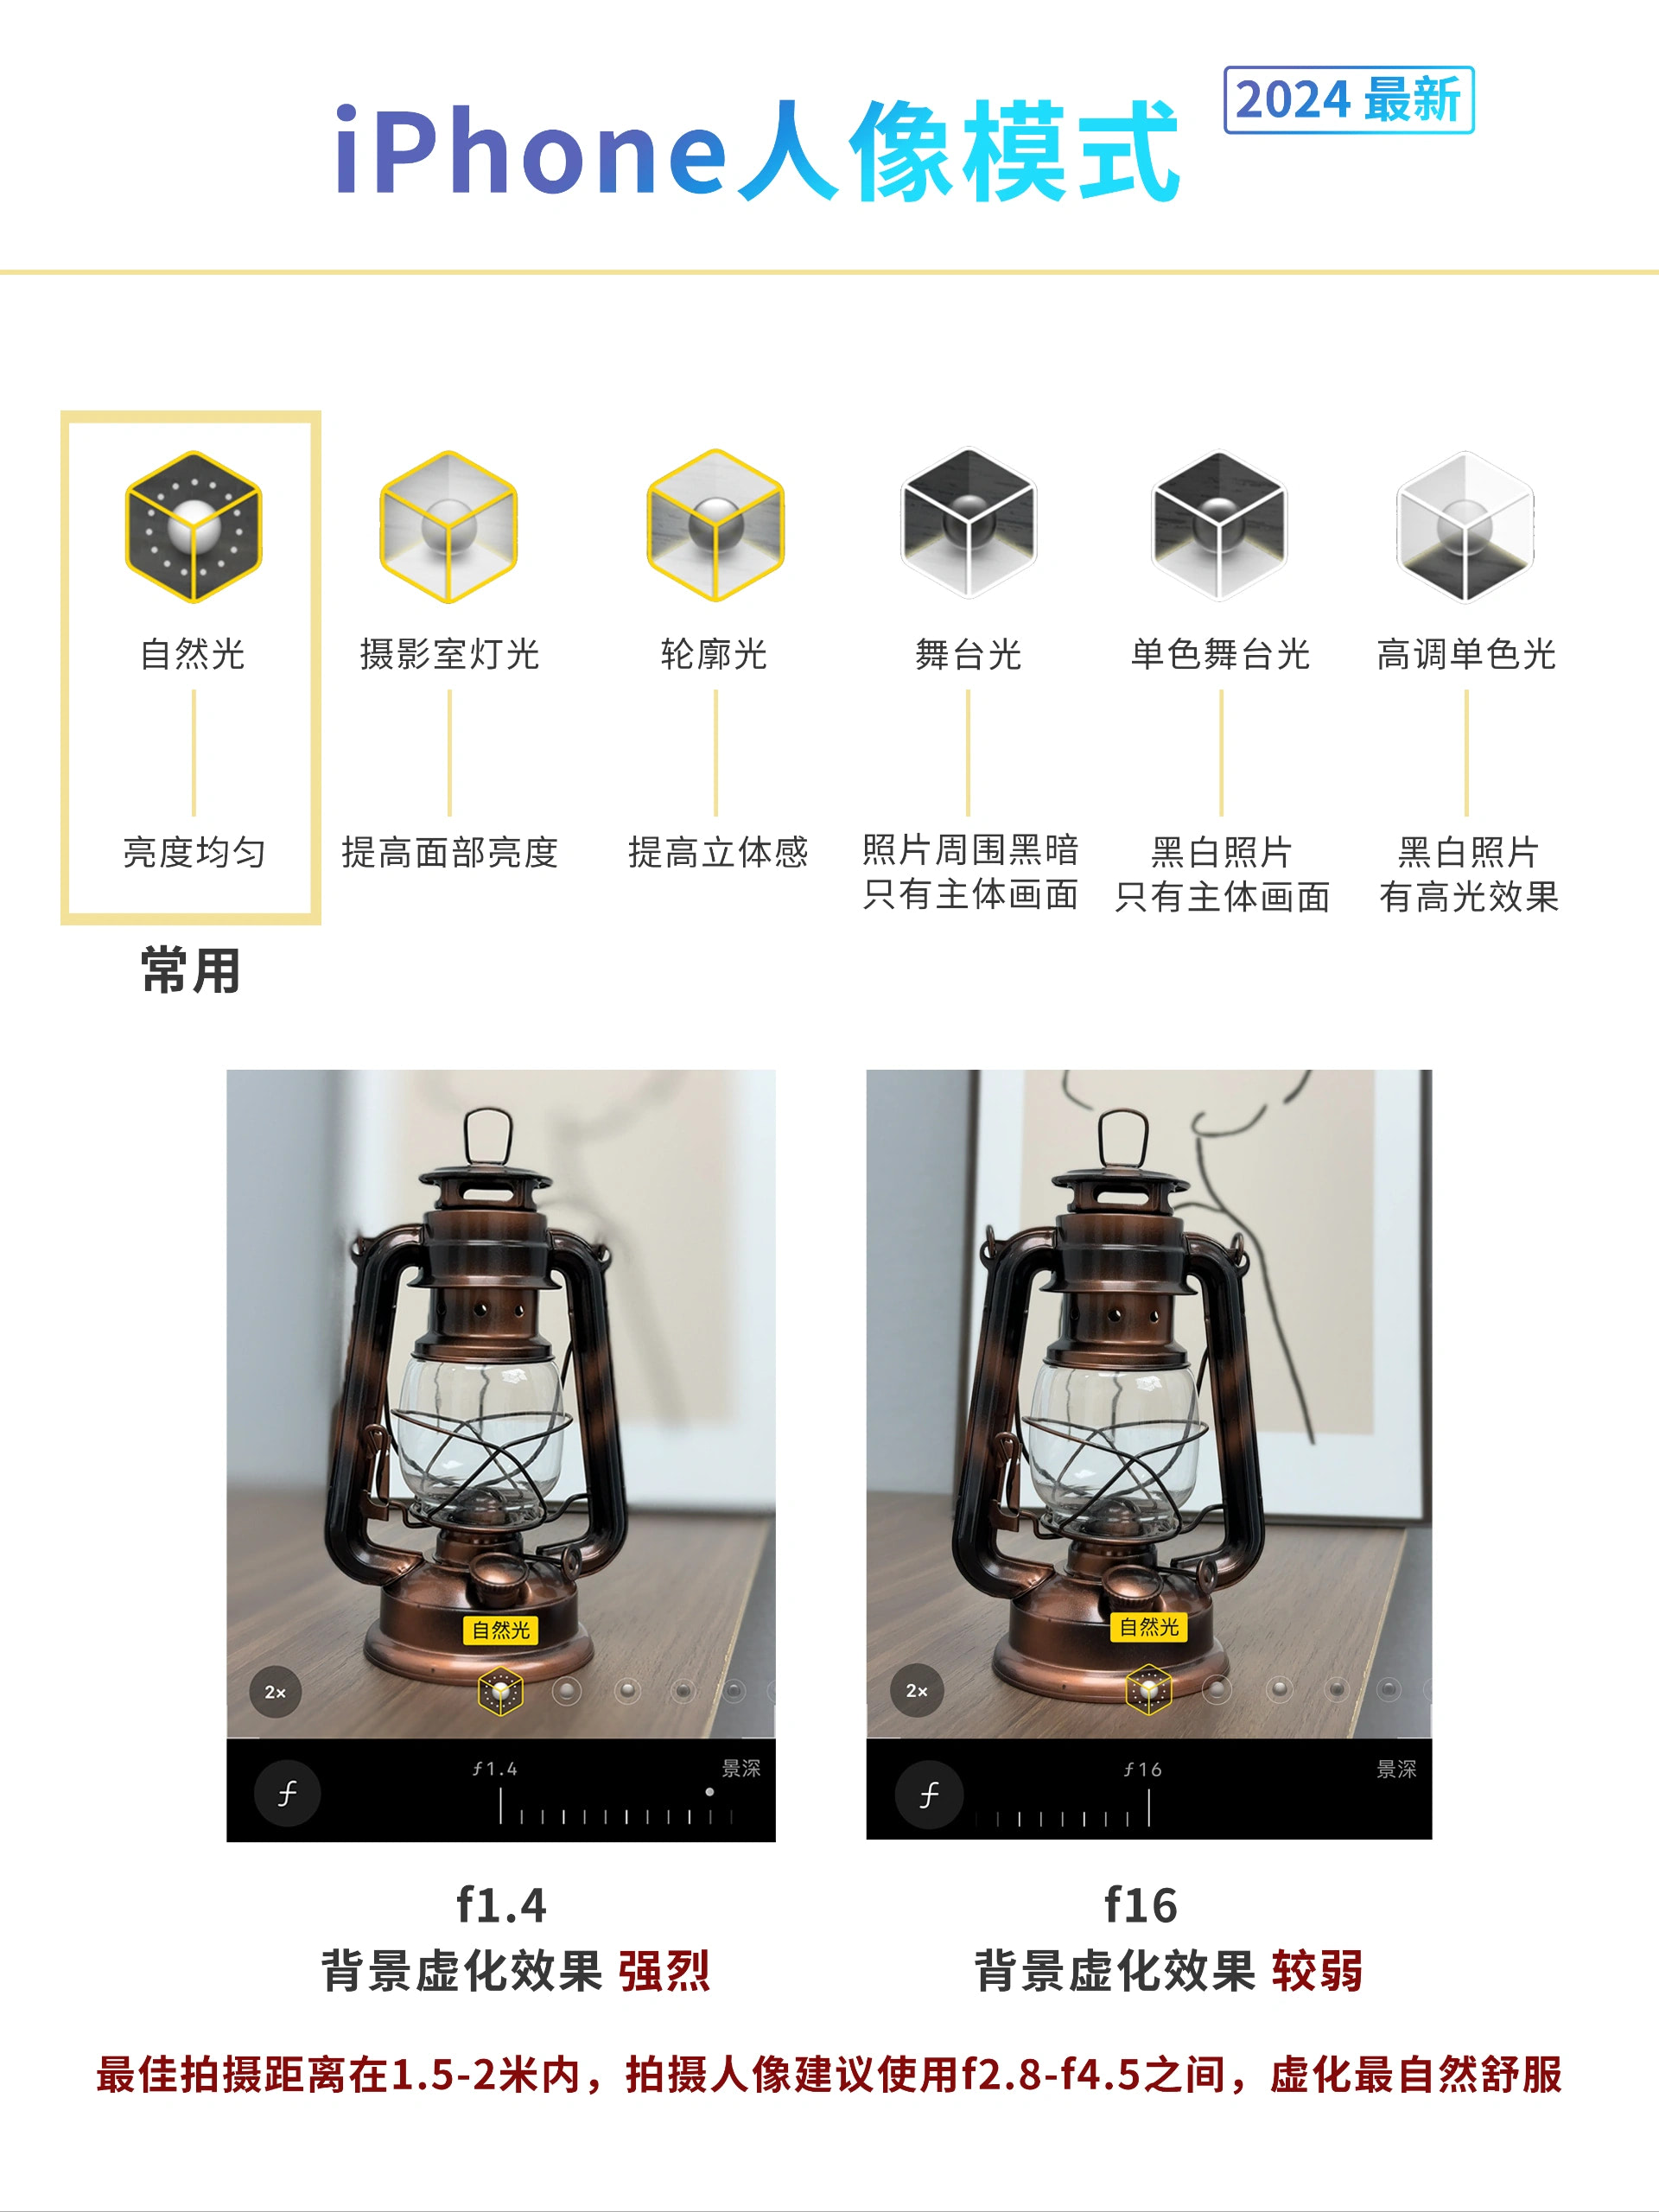 iPhone人像模式
2024 最新
自然光
摄影室灯光
轮廓光
舞台光
单色舞台光
高调单色光
亮度均匀
提高面部亮度
提高立体感
照片周围黑暗
只有主体画面
黑白照片
只有主体画面
黑白照片
有高光效果
常用
自然光
2×
ƒ1.4
景深
ƒ
自然光
2×
ƒ16
景深
ƒ
f1.4
背景虚化效果 强烈
f16
背景虚化效果 较弱
最佳拍摄距离在1.5-2米内，拍摄人像建议使用f2.8-f4.5之间，虚化最自然舒服